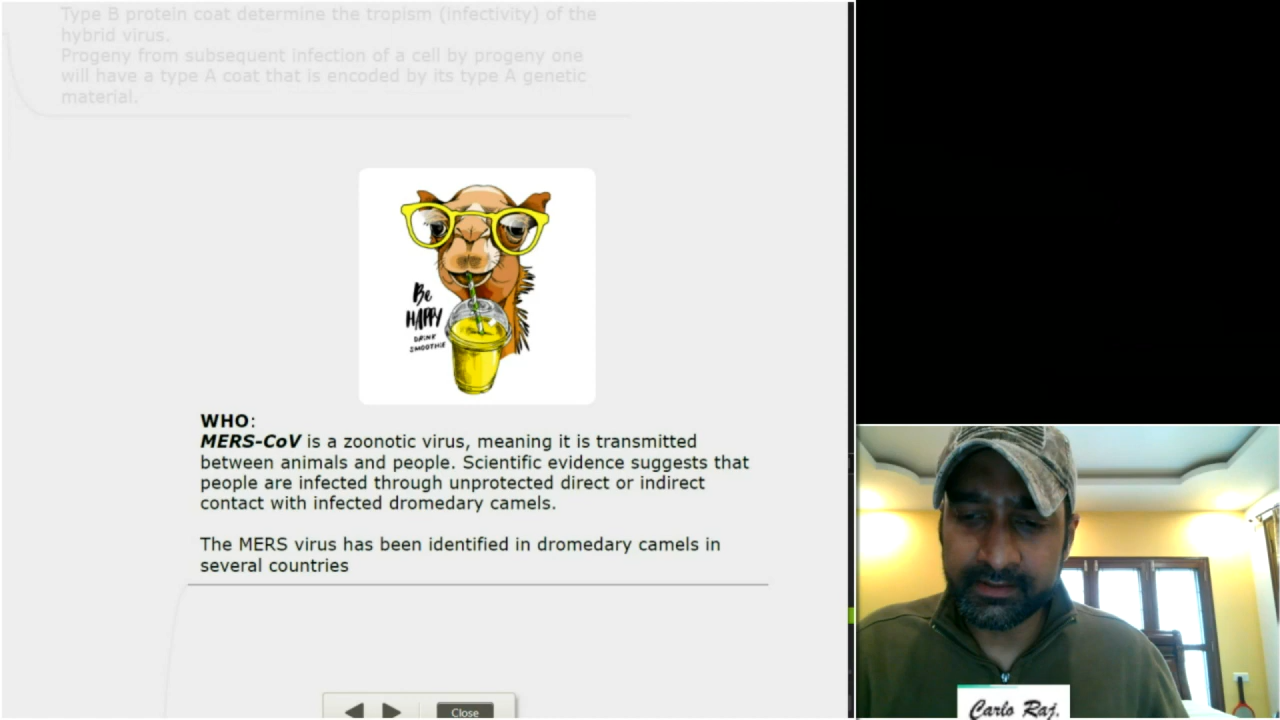 Type B protein coat determine the tropism (infectivity) of the
hybrid virus.
Progeny from subsequent infection of a cell by progeny one
will have a type A coat that is encoded by its type A genetic
material.
Be
HAPPY
DRINK
SMOOTHIE
WHO:
MERS-CoV is a zoonotic virus, meaning it is transmitted
between animals and people. Scientific evidence suggests that
people are infected through unprotected direct or indirect
contact with infected dromedary camels.
The MERS virus has been identified in dromedary camels in
several countries
Close
Carlo Raj.